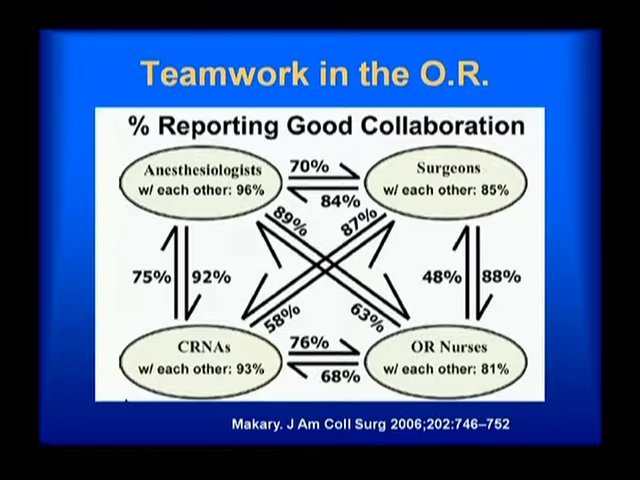 Teamwork in the O.R.
% Reporting Good Collaboration
Anesthesiologists
w/ each other: 96%
70%
84%
Surgeons
w/ each other: 85%
89%
87%
75%
92%
48%
88%
58%
63%
CRNAs
w/ each other: 93%
76%
68%
OR Nurses
w/ each other: 81%
Makary. J Am Coll Surg 2006;202:746–752